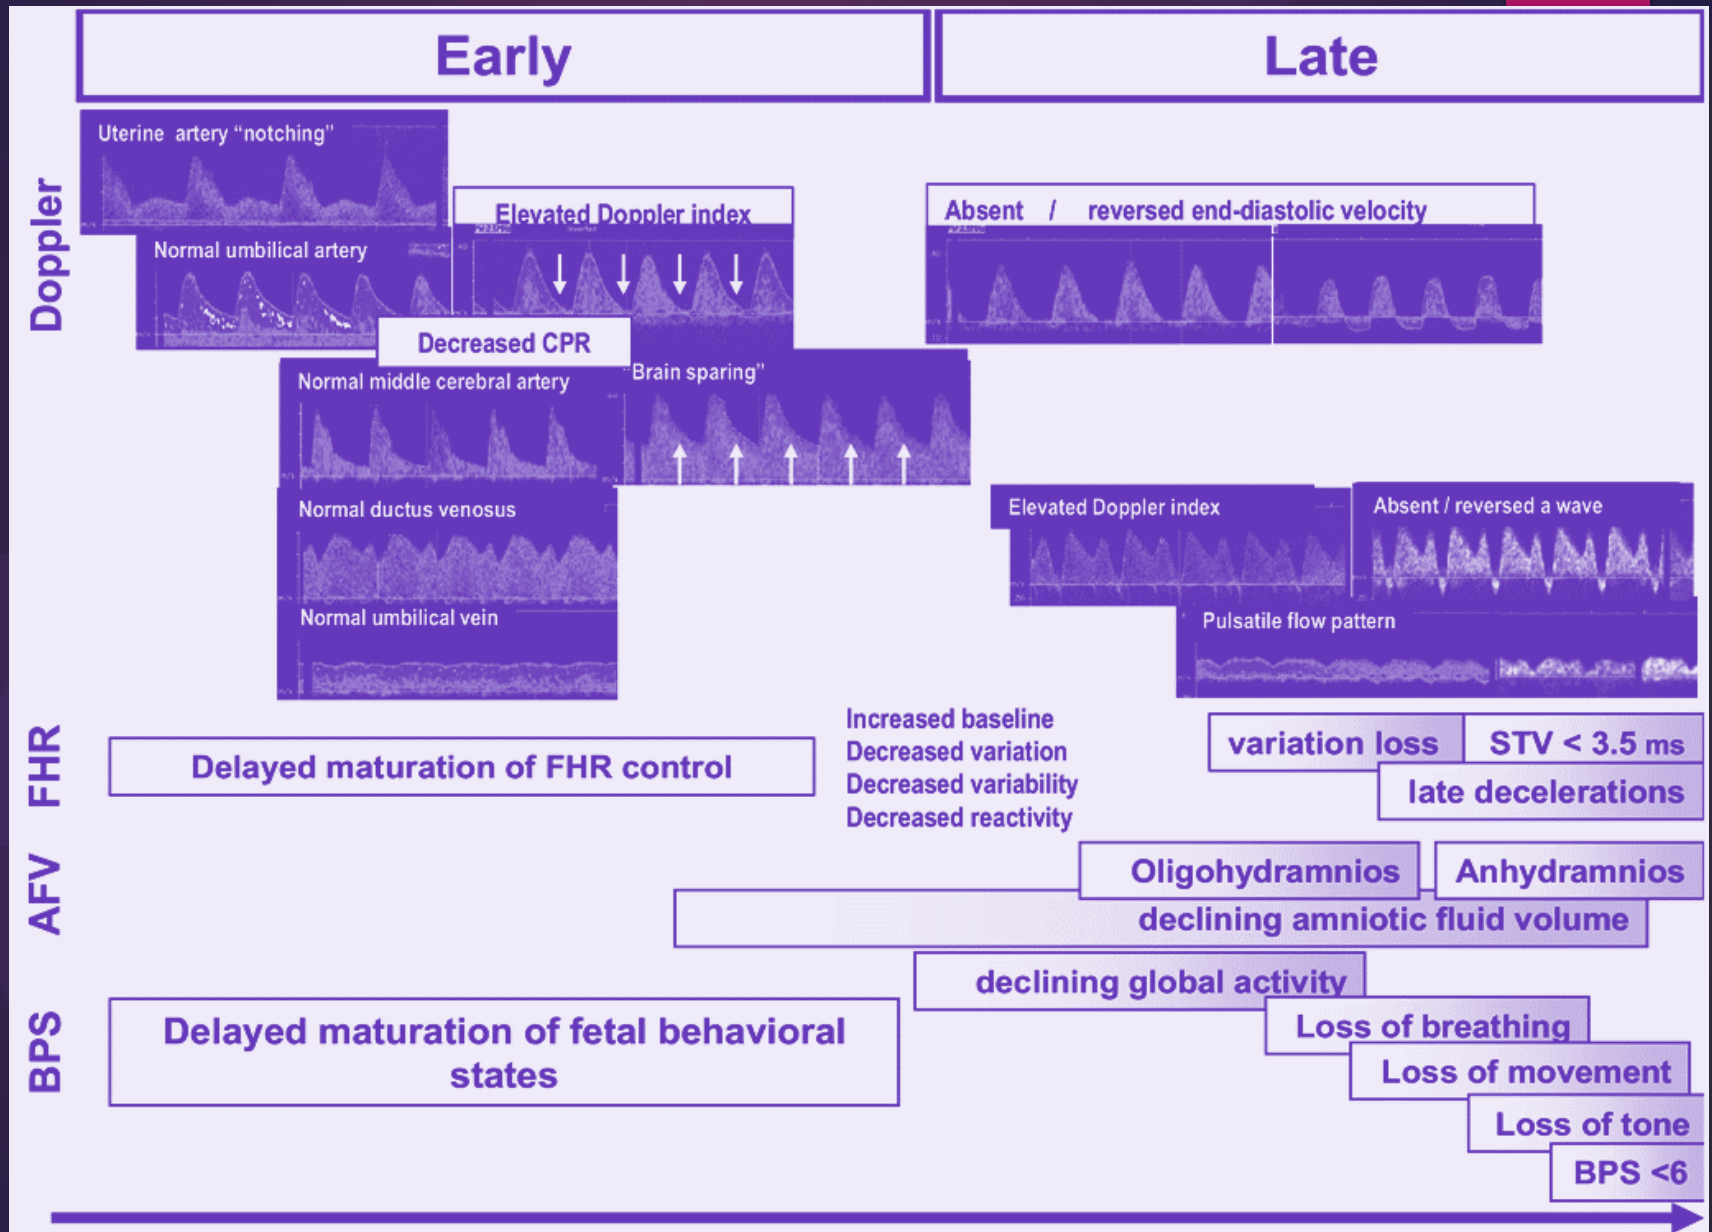 Early
Late
Doppler
Uterine artery “notching”
Normal umbilical artery
Elevated Doppler index
Absent / reversed end-diastolic velocity
Decreased CPR
Normal middle cerebral artery
“Brain sparing”
Normal ductus venosus
Normal umbilical vein
Elevated Doppler index
Absent / reversed a wave
Pulsatile flow pattern
FHR
Delayed maturation of FHR control
Increased baseline
Decreased variation
Decreased variability
Decreased reactivity
variation loss
STV < 3.5 ms
late decelerations
AFV
Oligohydramnios
Anhydramnios
declining amniotic fluid volume
BPS
declining global activity
Delayed maturation of fetal behavioral
states
Loss of breathing
Loss of movement
Loss of tone
BPS <6